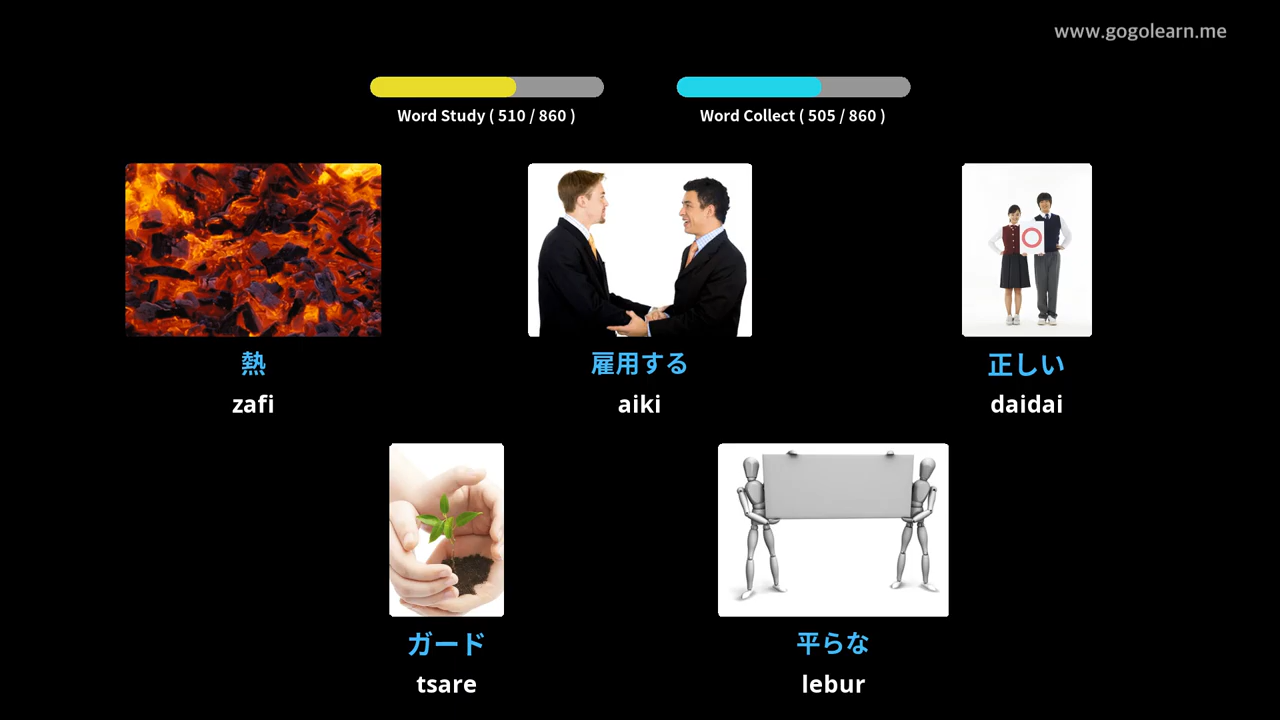 www.gogolearn.me
Word Study ( 510 / 860 )
Word Collect ( 505 / 860 )
熱
zafi
雇用する
aiki
正しい
daidai
ガード
tsare
平らな
lebur